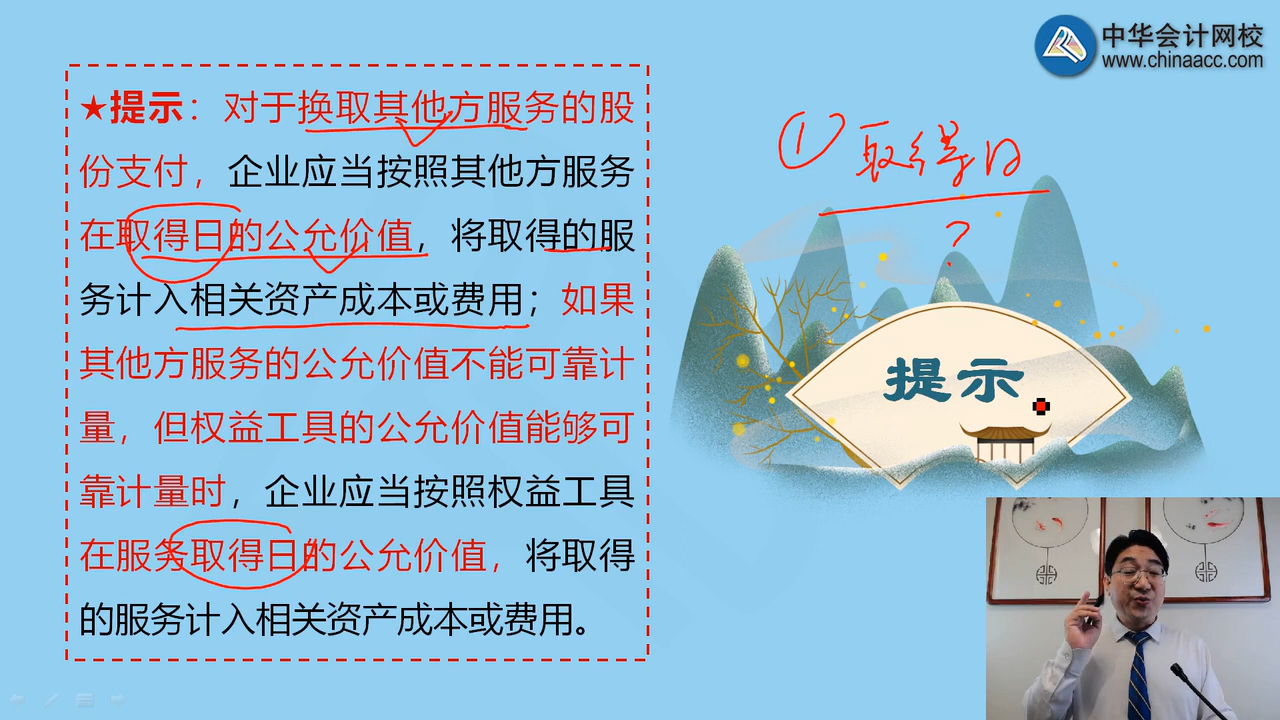 中华会计网校
www.chinaacc.com
★提示：对于换取其他方服务的股
份支付，企业应当按照其他方服务
在取得日的公允价值，将取得的服
务计入相关资产成本或费用；如果
其他方服务的公允价值不能可靠计
量，但权益工具的公允价值能够可
靠计量时，企业应当按照权益工具
在服务取得日的公允价值，将取得
的服务计入相关资产成本或费用。
①取得日
?
提示